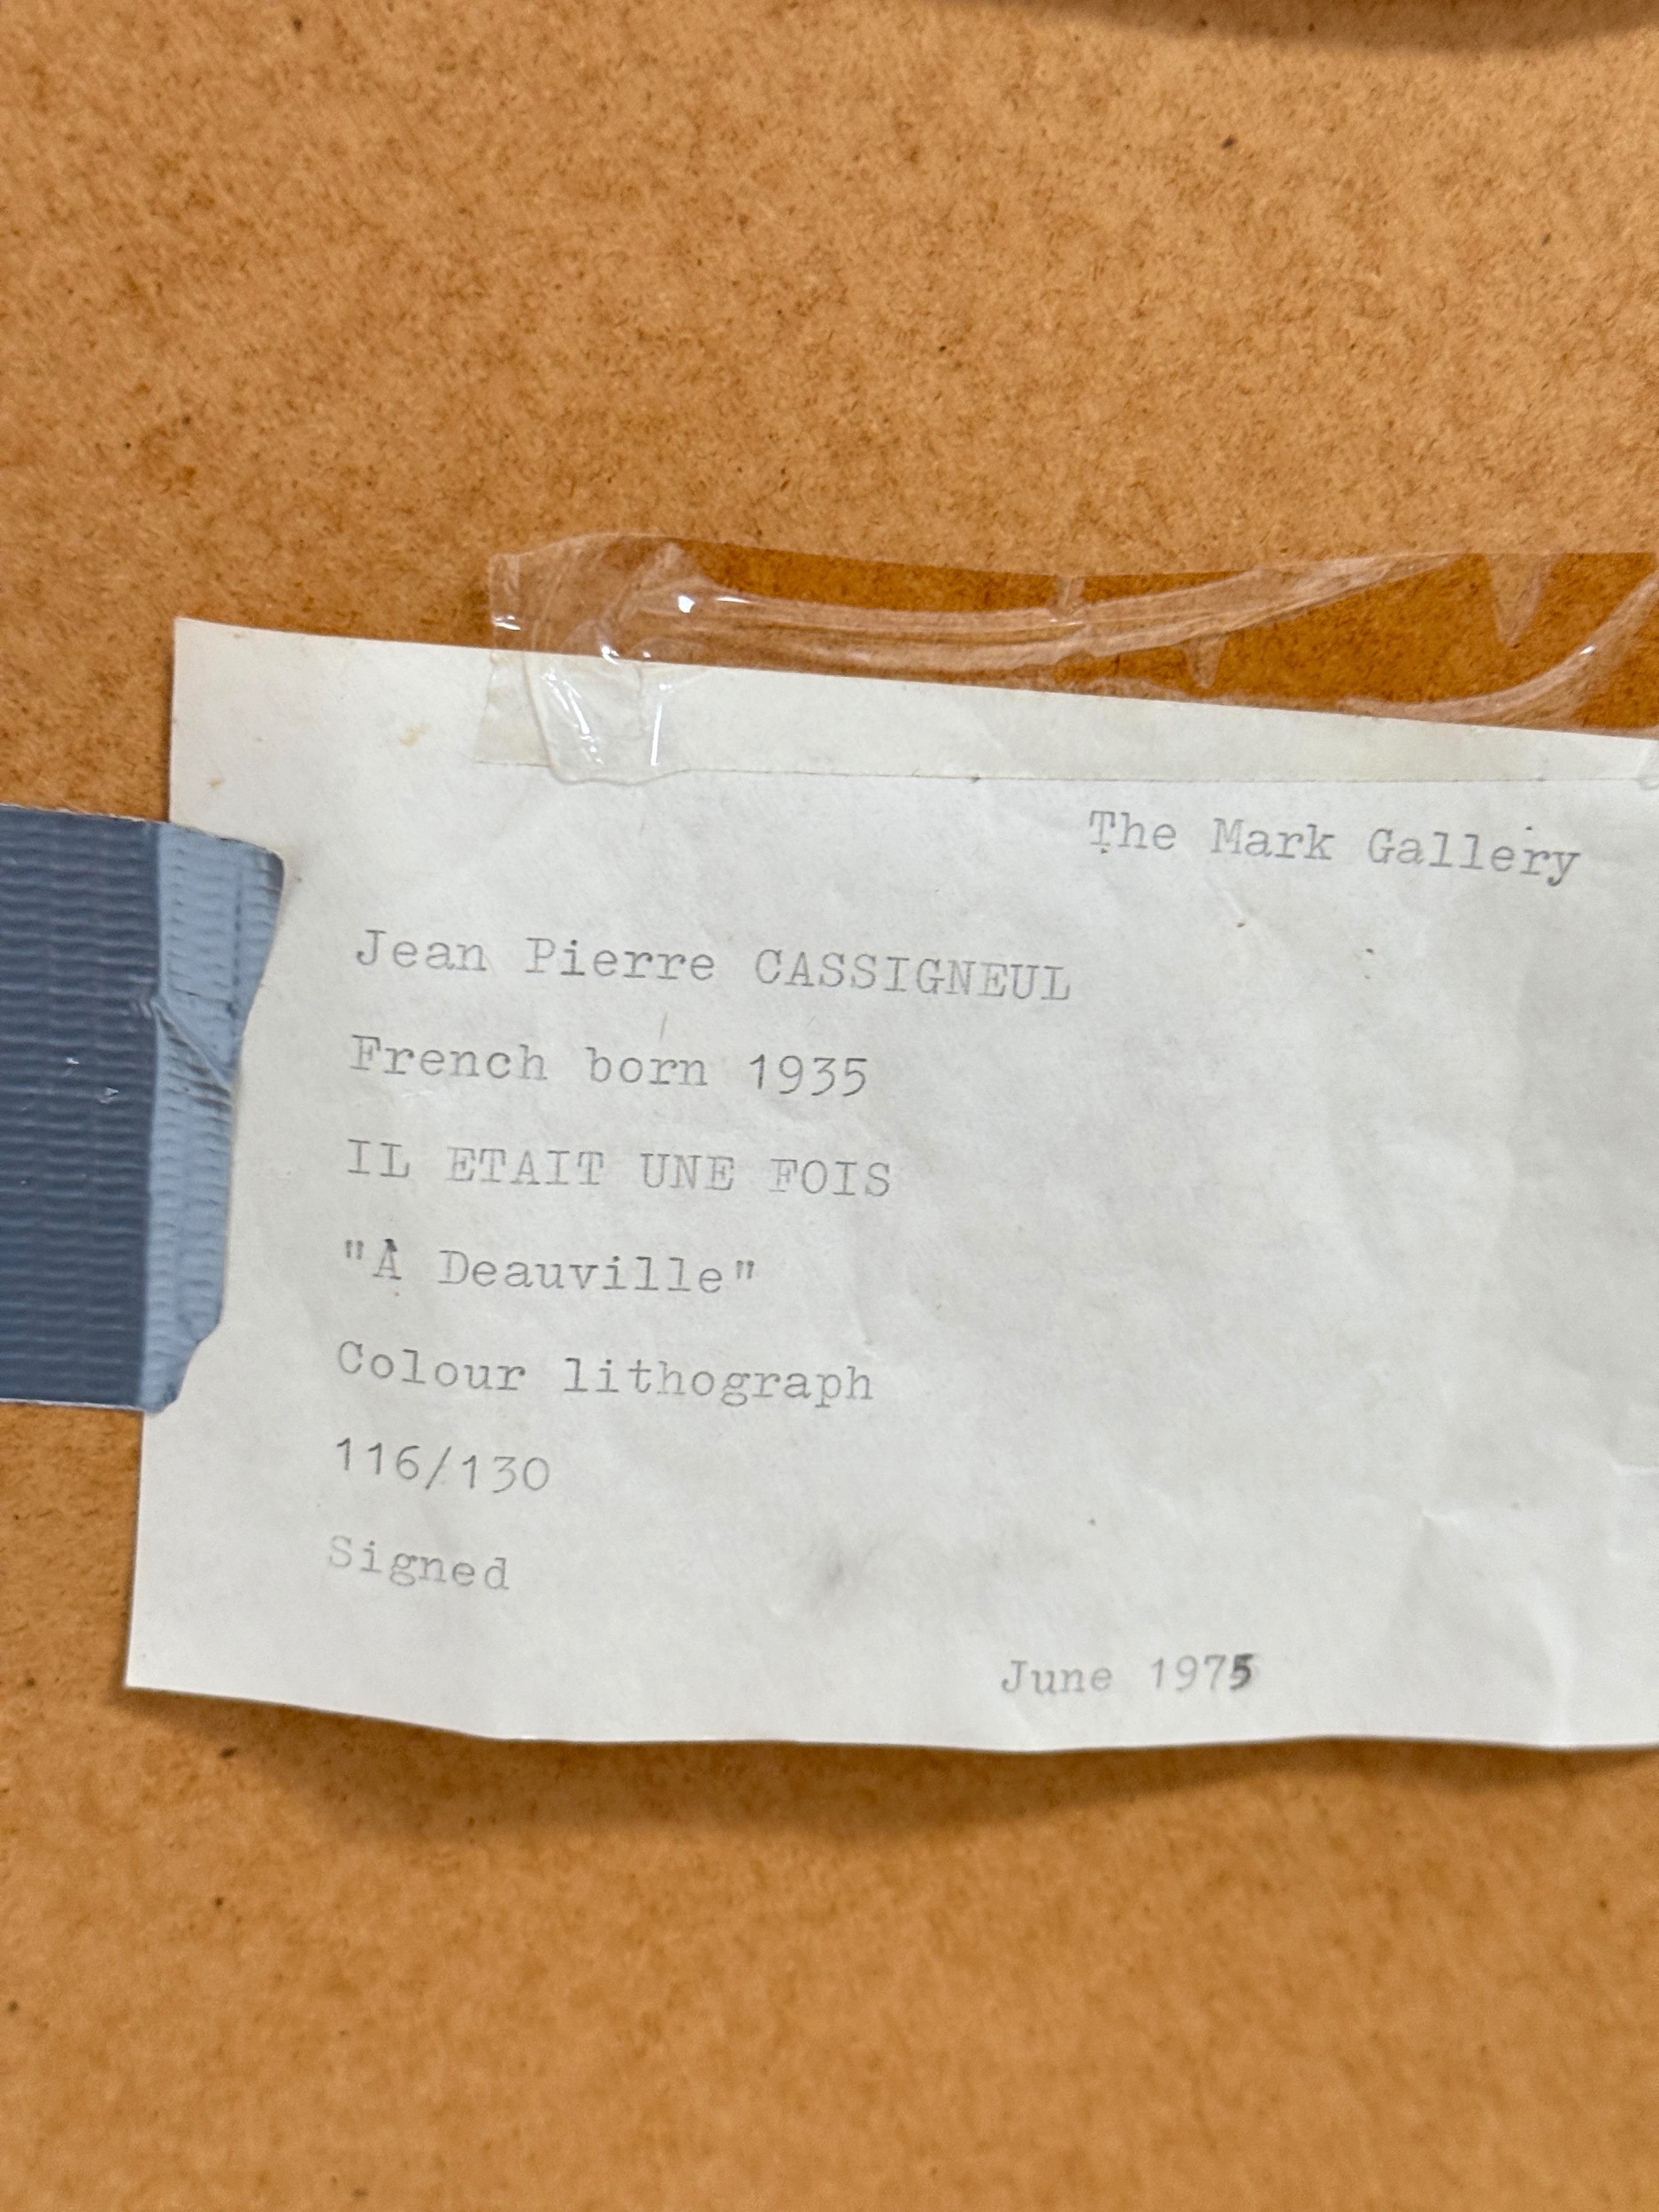 The Mark Gallery
Jean Pierre CASSIGNEUL
French born 1935
IL ETAIT UNE FOIS
"À Deauville"
Colour lithograph
116/130
Signed
June 1975